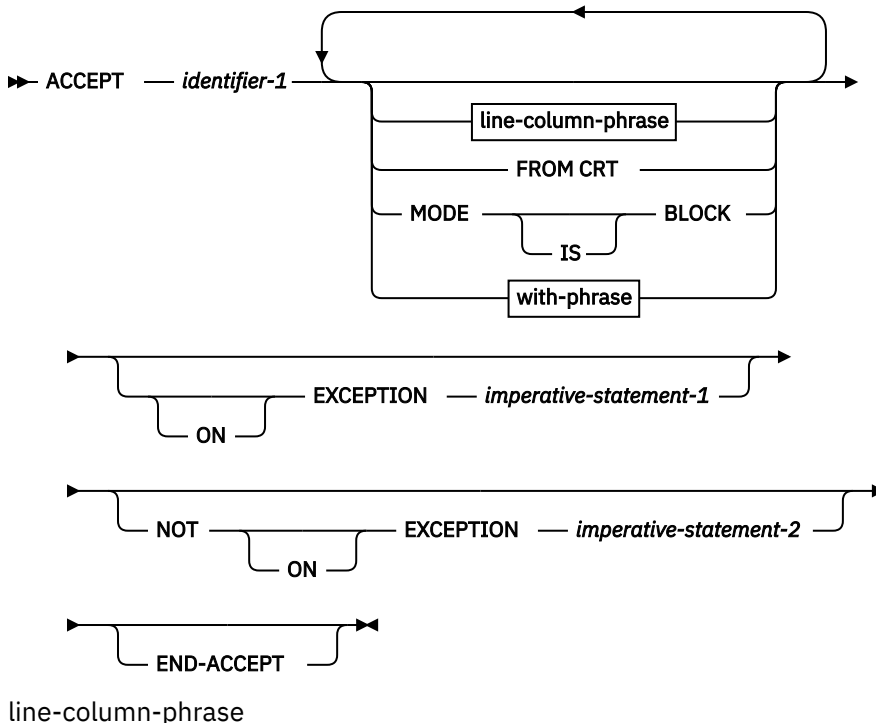 ACCEPT identifier-1
line-column-phrase
FROM CRT
MODE BLOCK
IS
with-phrase
EXCEPTION imperative-statement-1
ON
NOT EXCEPTION imperative-statement-2
ON
END-ACCEPT
line-column-phrase